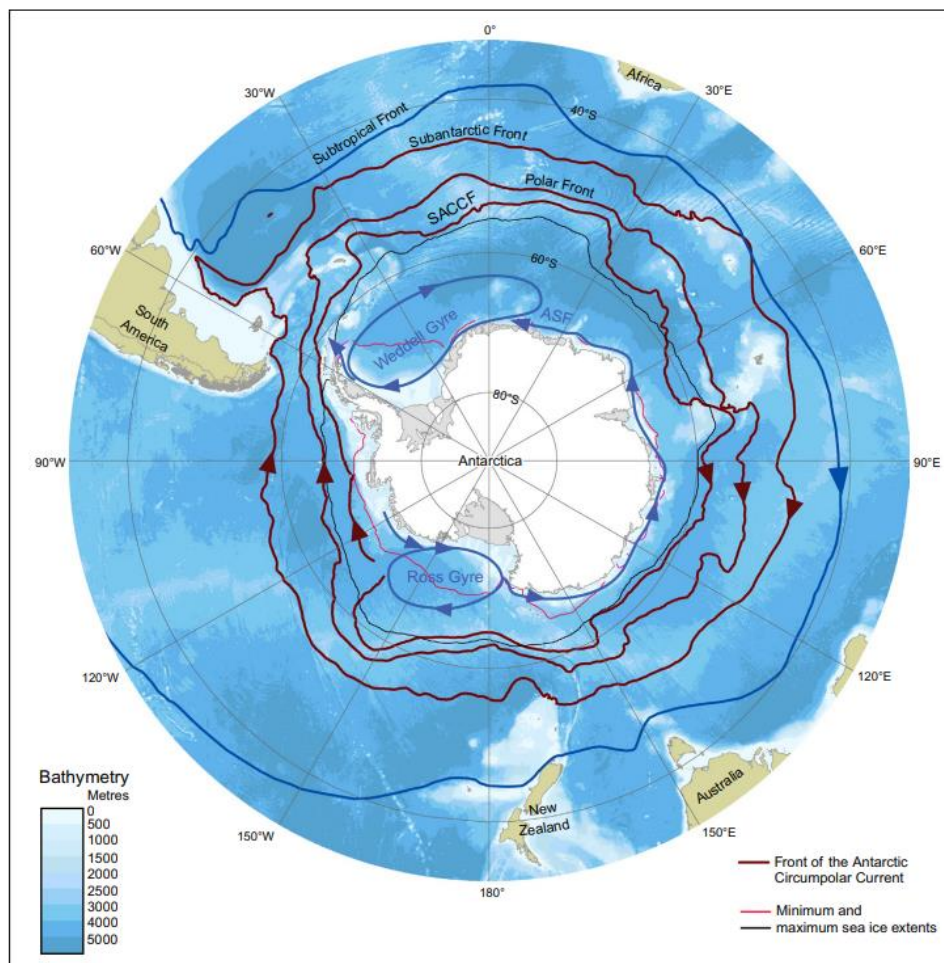 0°
Africa
30°W
30°E
40°S
Subtropical Front
Subantarctic Front
Polar Front
SACCF
60°W
60°E
60°S
South
America
Weddell Gyre
ASF
80°S
90°W
Antarctica
90°E
Ross Gyre
120°W
120°E
Bathymetry
Metres
0
500
1000
1500
2000
2500
3000
4000
5000
New
Zealand
Australia
150°W
150°E
180°
Front of the Antarctic
Circumpolar Current
Minimum and
maximum sea ice extents